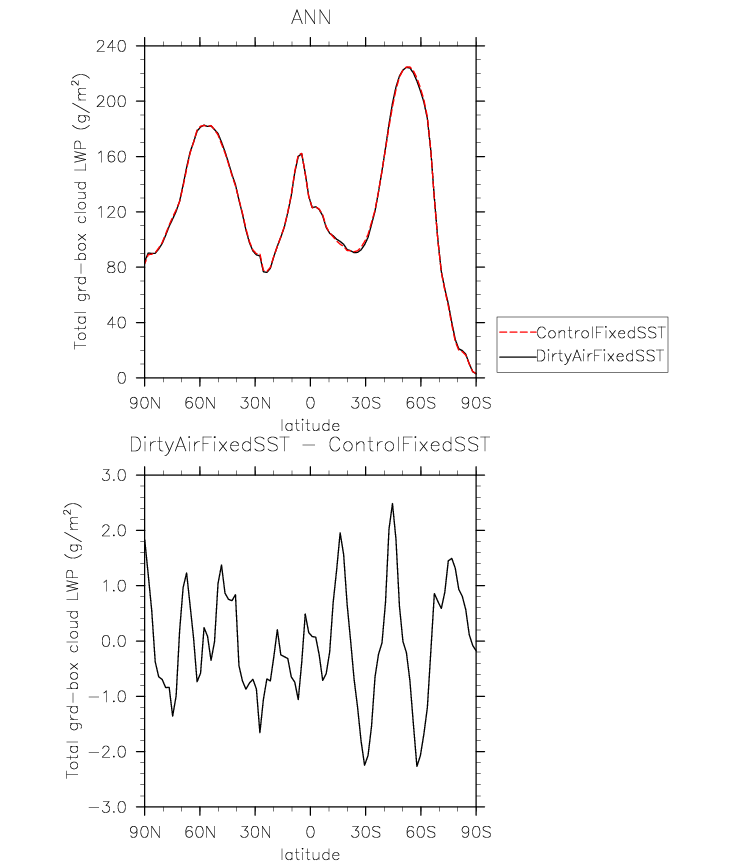 ANN
Total grd-box cloud LWP (g/m²)
240
200
160
120
80
40
0
90N 60N 30N 0 30S 60S 90S
latitude
ControlFixedSST
DirtyAirFixedSST
DirtyAirFixedSST - ControlFixedSST
Total grd-box cloud LWP (g/m²)
3.0
2.0
1.0
0.0
-1.0
-2.0
-3.0
90N 60N 30N 0 30S 60S 90S
latitude